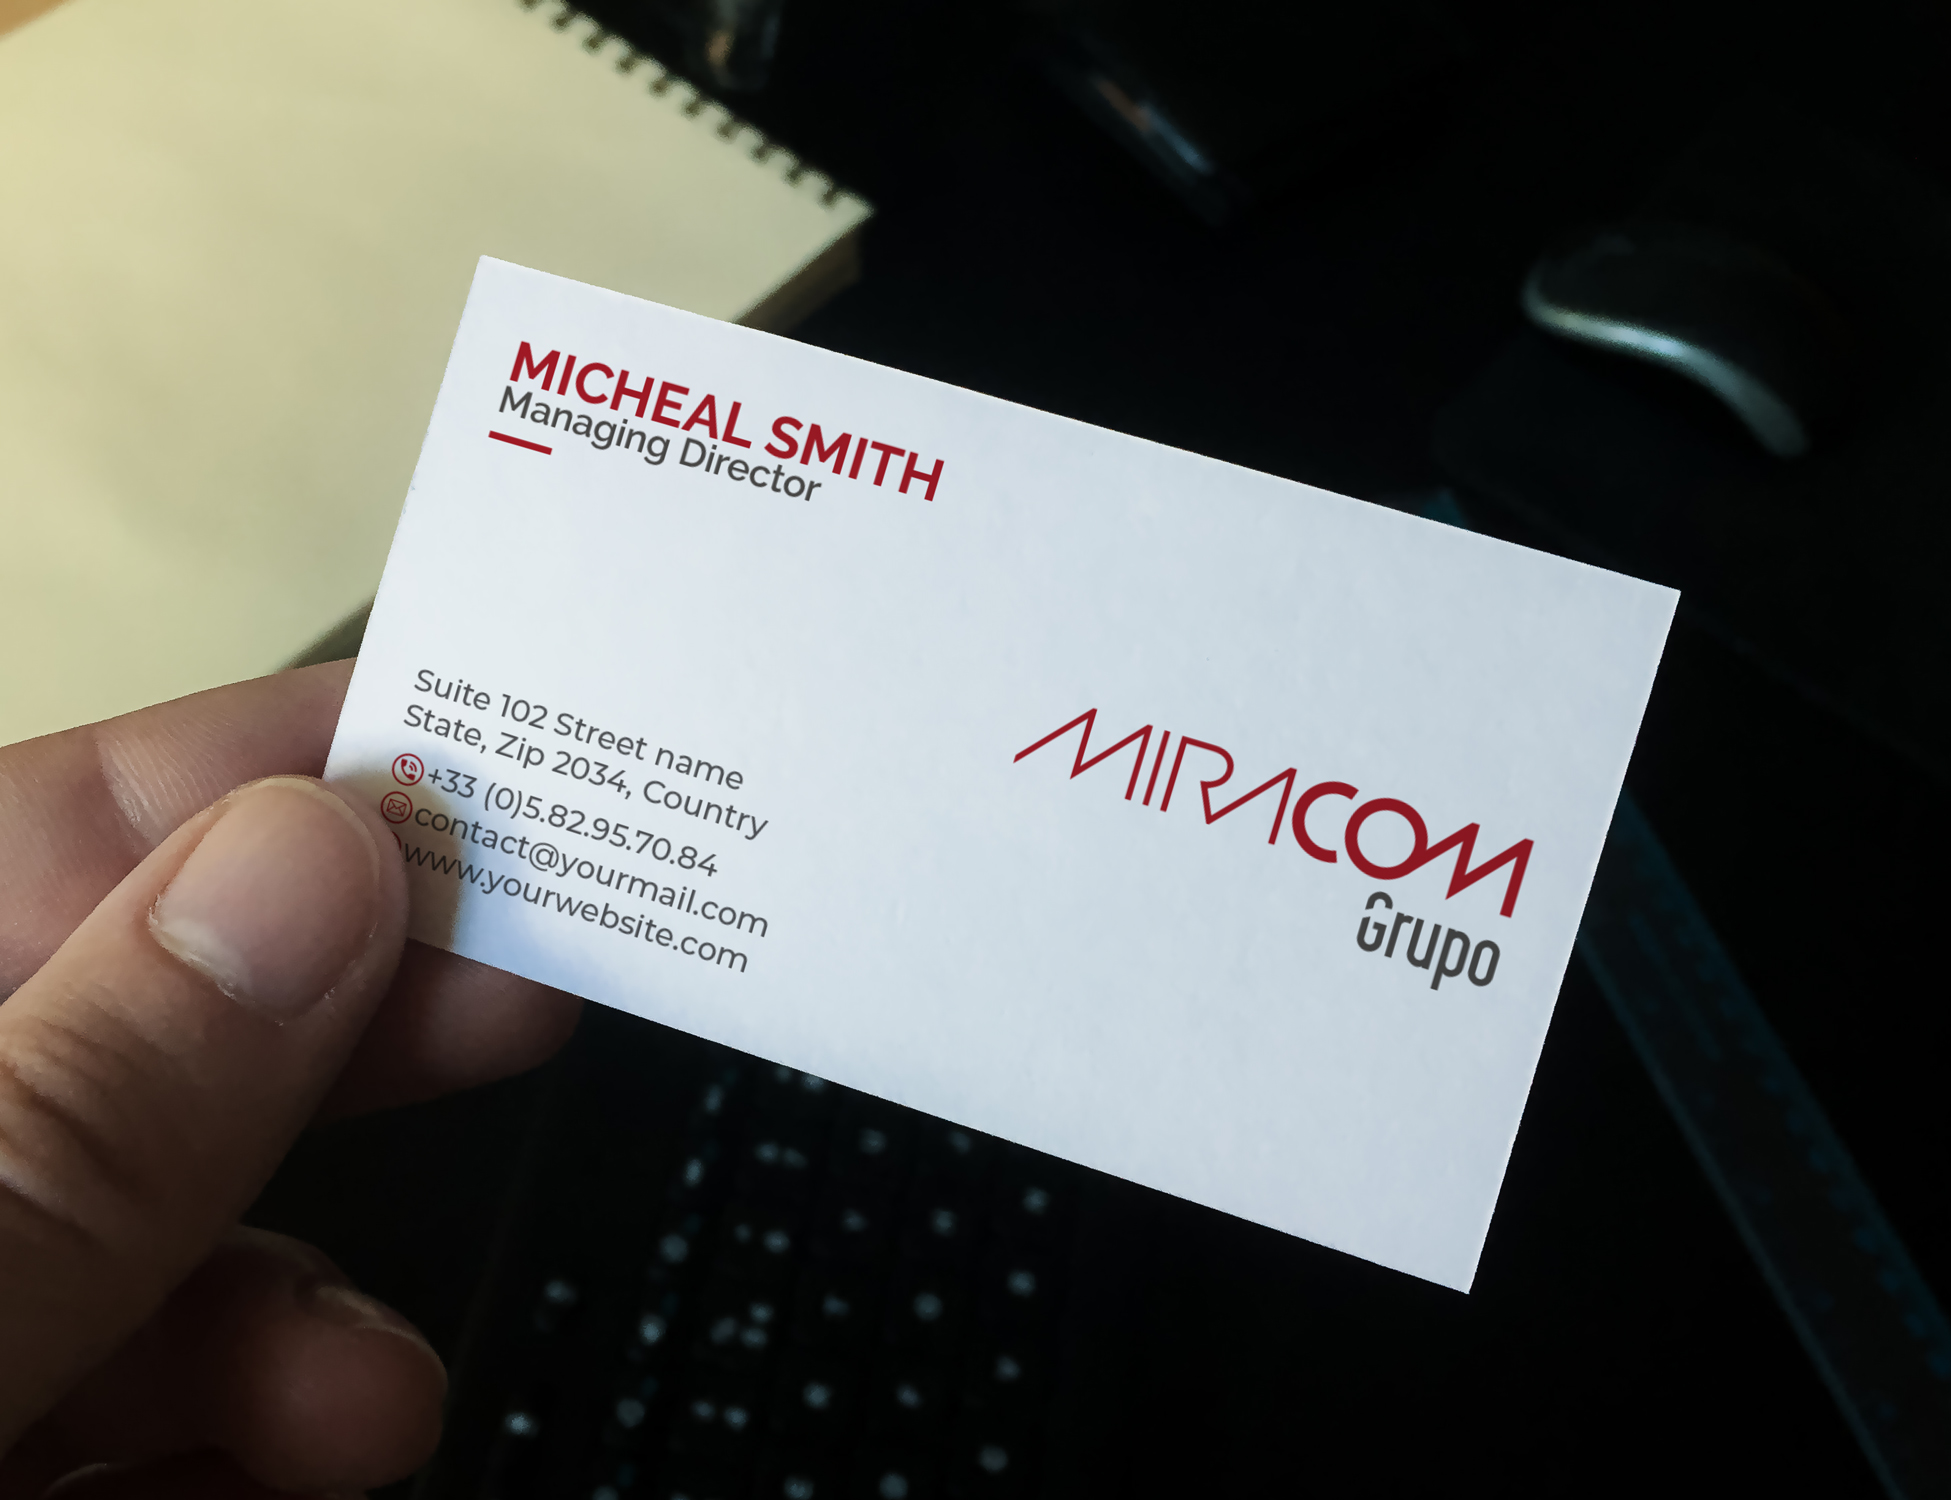 MICHEAL SMITH
Managing Director
Suite 102 Street name
State, Zip 2034, Country
+33 (0)5.82.95.70.84
contact@yourmail.com
www.yourwebsite.com
MIRACOM
Grupo